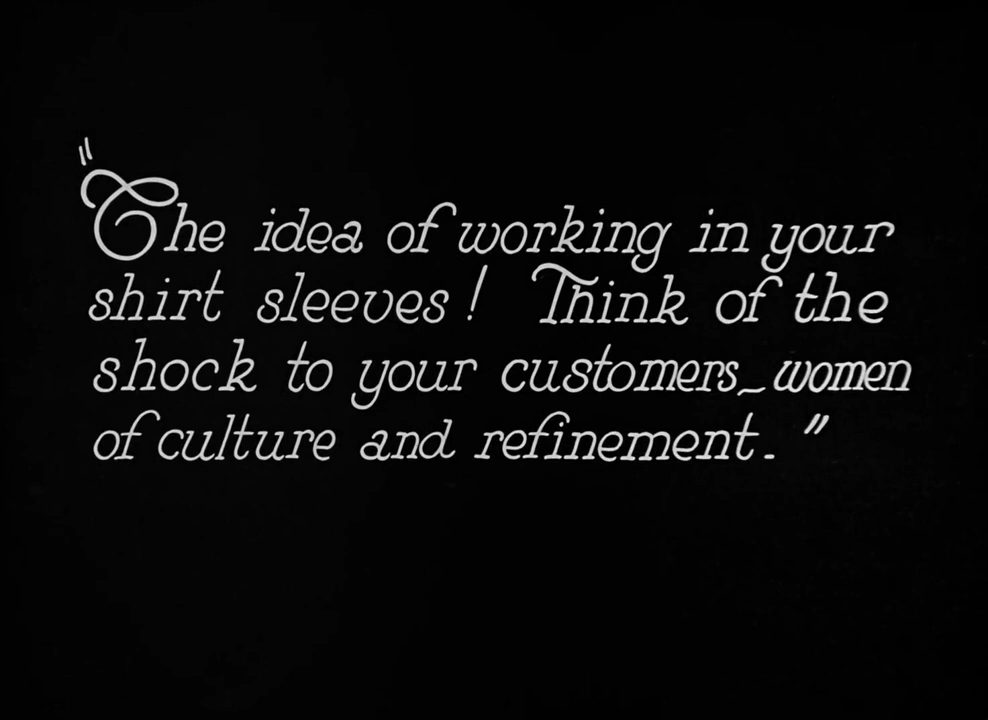 "The idea of working in your
shirt sleeves! Think of the
shock to your customers_women
of culture and refinement."